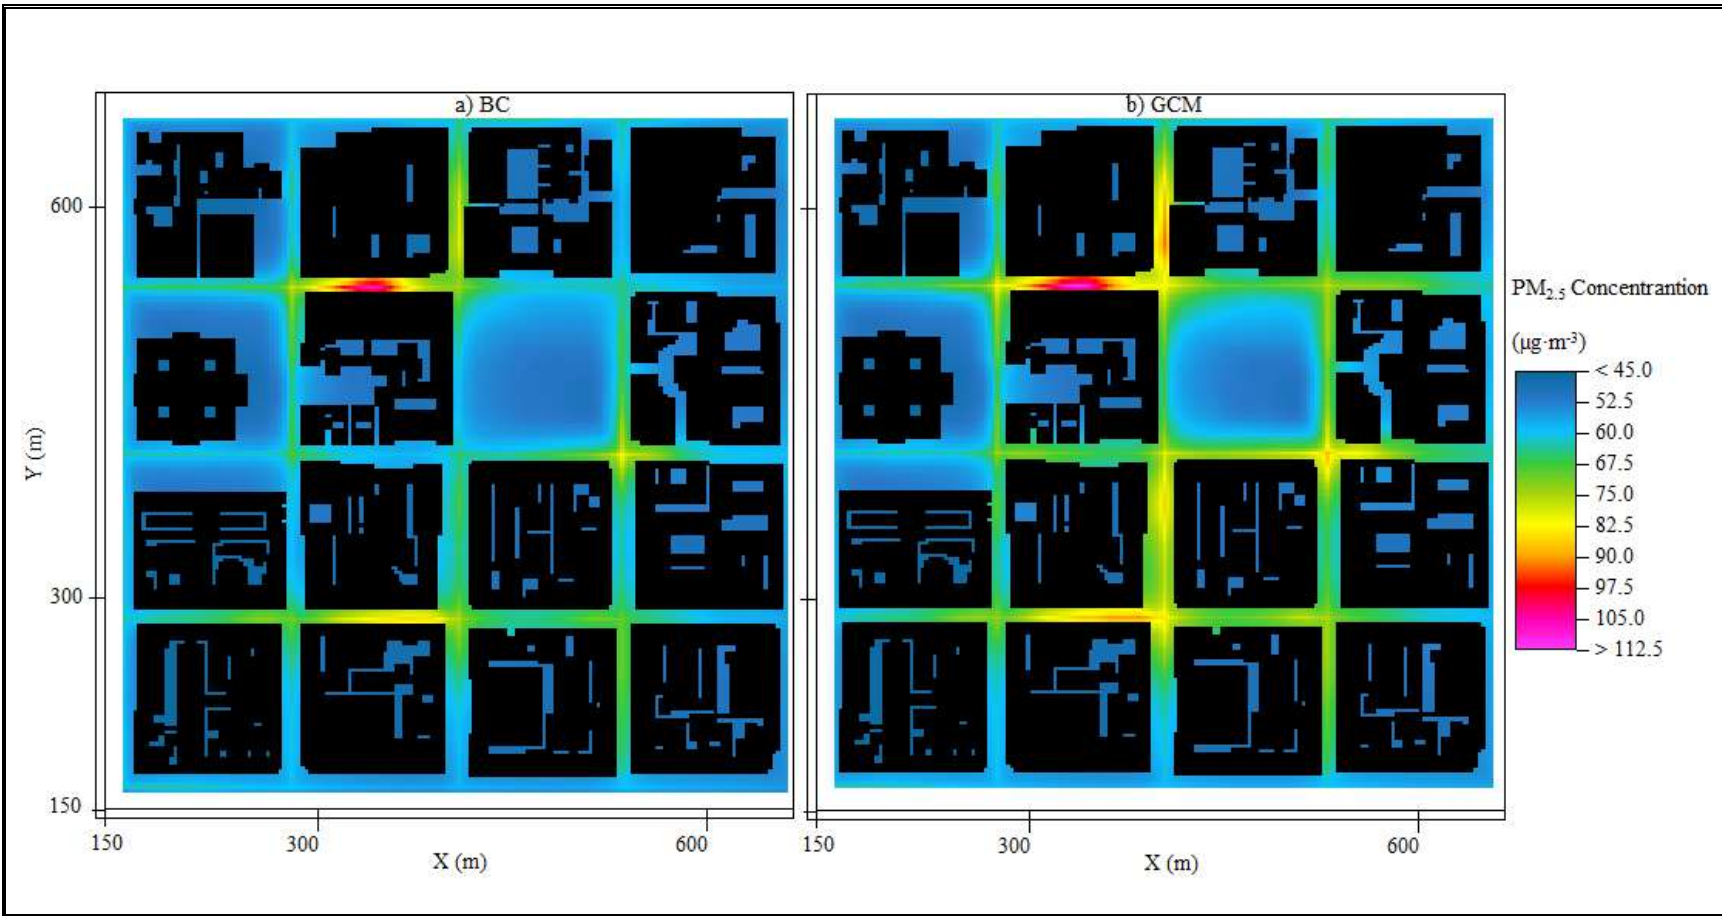 a) BC
b) GCM
600
300
150
Y (m)
150
300
600
X (m)
150
300
600
X (m)
PM₂.₅ Concentrantion
(µg·m⁻³)
< 45.0
52.5
60.0
67.5
75.0
82.5
90.0
97.5
105.0
> 112.5